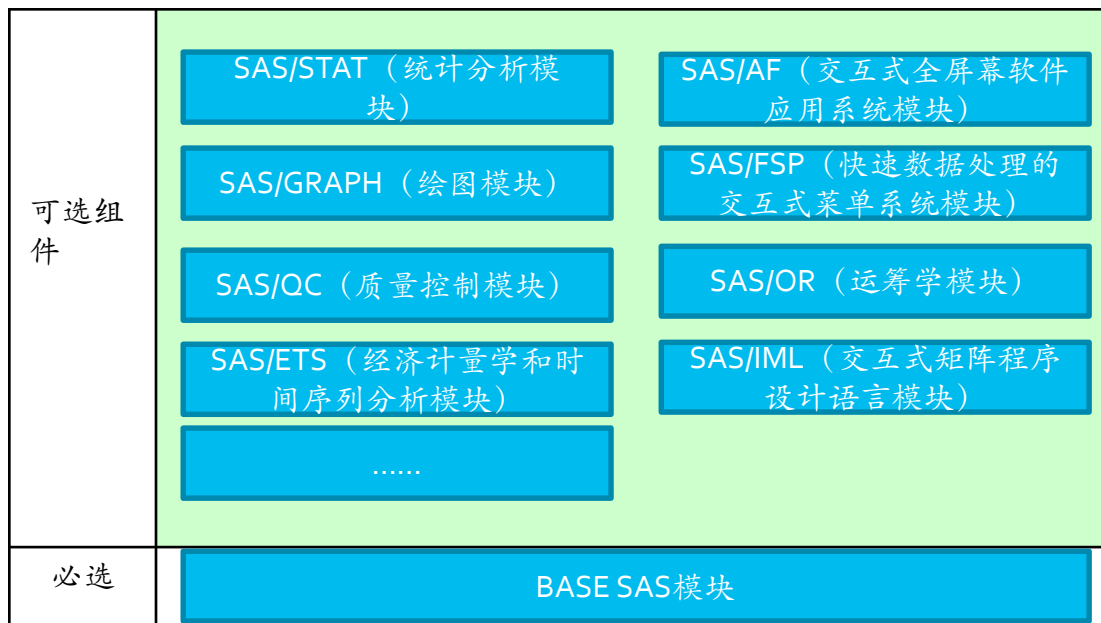 可选组
件
SAS/STAT（统计分析模
块）
SAS/AF（交互式全屏幕软件
应用系统模块）
SAS/GRAPH（绘图模块）
SAS/FSP（快速数据处理的
交互式菜单系统模块）
SAS/QC（质量控制模块）
SAS/OR（运筹学模块）
SAS/ETS（经济计量学和时
间序列分析模块）
SAS/IML（交互式矩阵程序
设计语言模块）
……
必选
BASE SAS模块